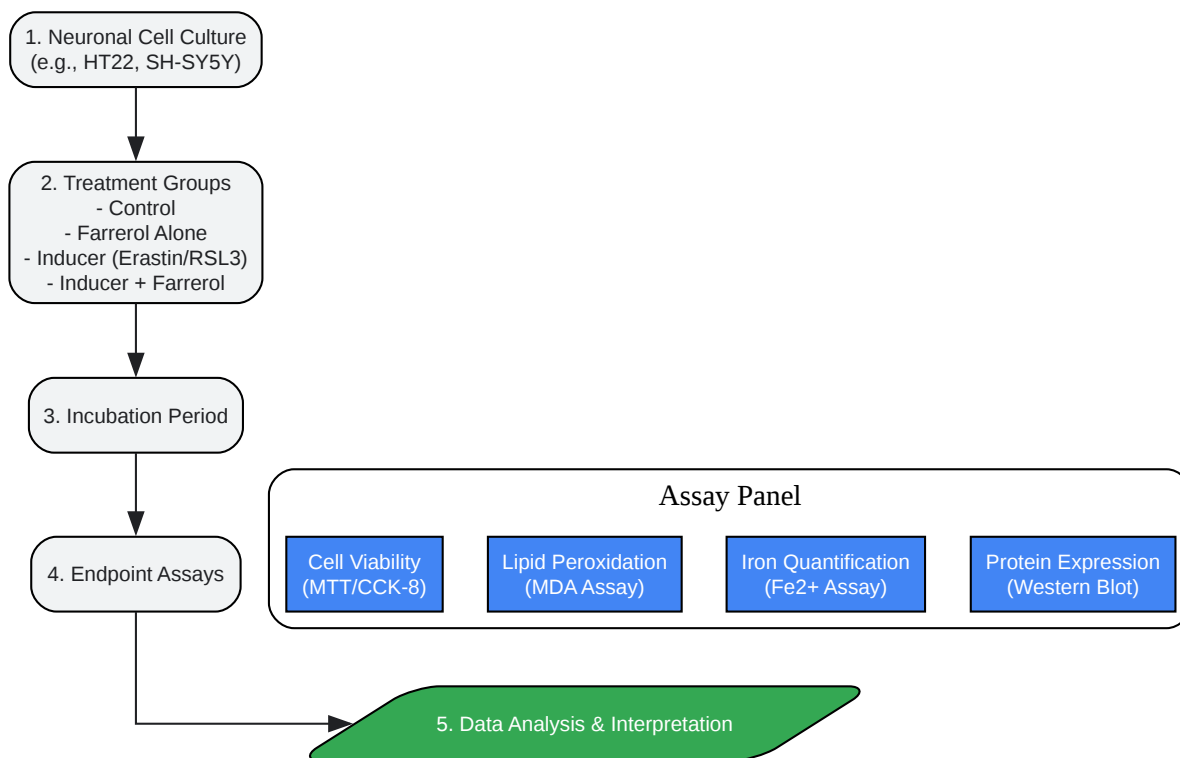 1. Neuronal Cell Culture
(e.g., HT22, SH-SY5Y)
2. Treatment Groups
- Control
- Farrerol Alone
- Inducer (Erastin/RSL3)
- Inducer + Farrerol
3. Incubation Period
4. Endpoint Assays
Assay Panel
Cell Viability
(MTT/CCK-8)
Lipid Peroxidation
(MDA Assay)
Iron Quantification
(Fe2+ Assay)
Protein Expression
(Western Blot)
5. Data Analysis & Interpretation